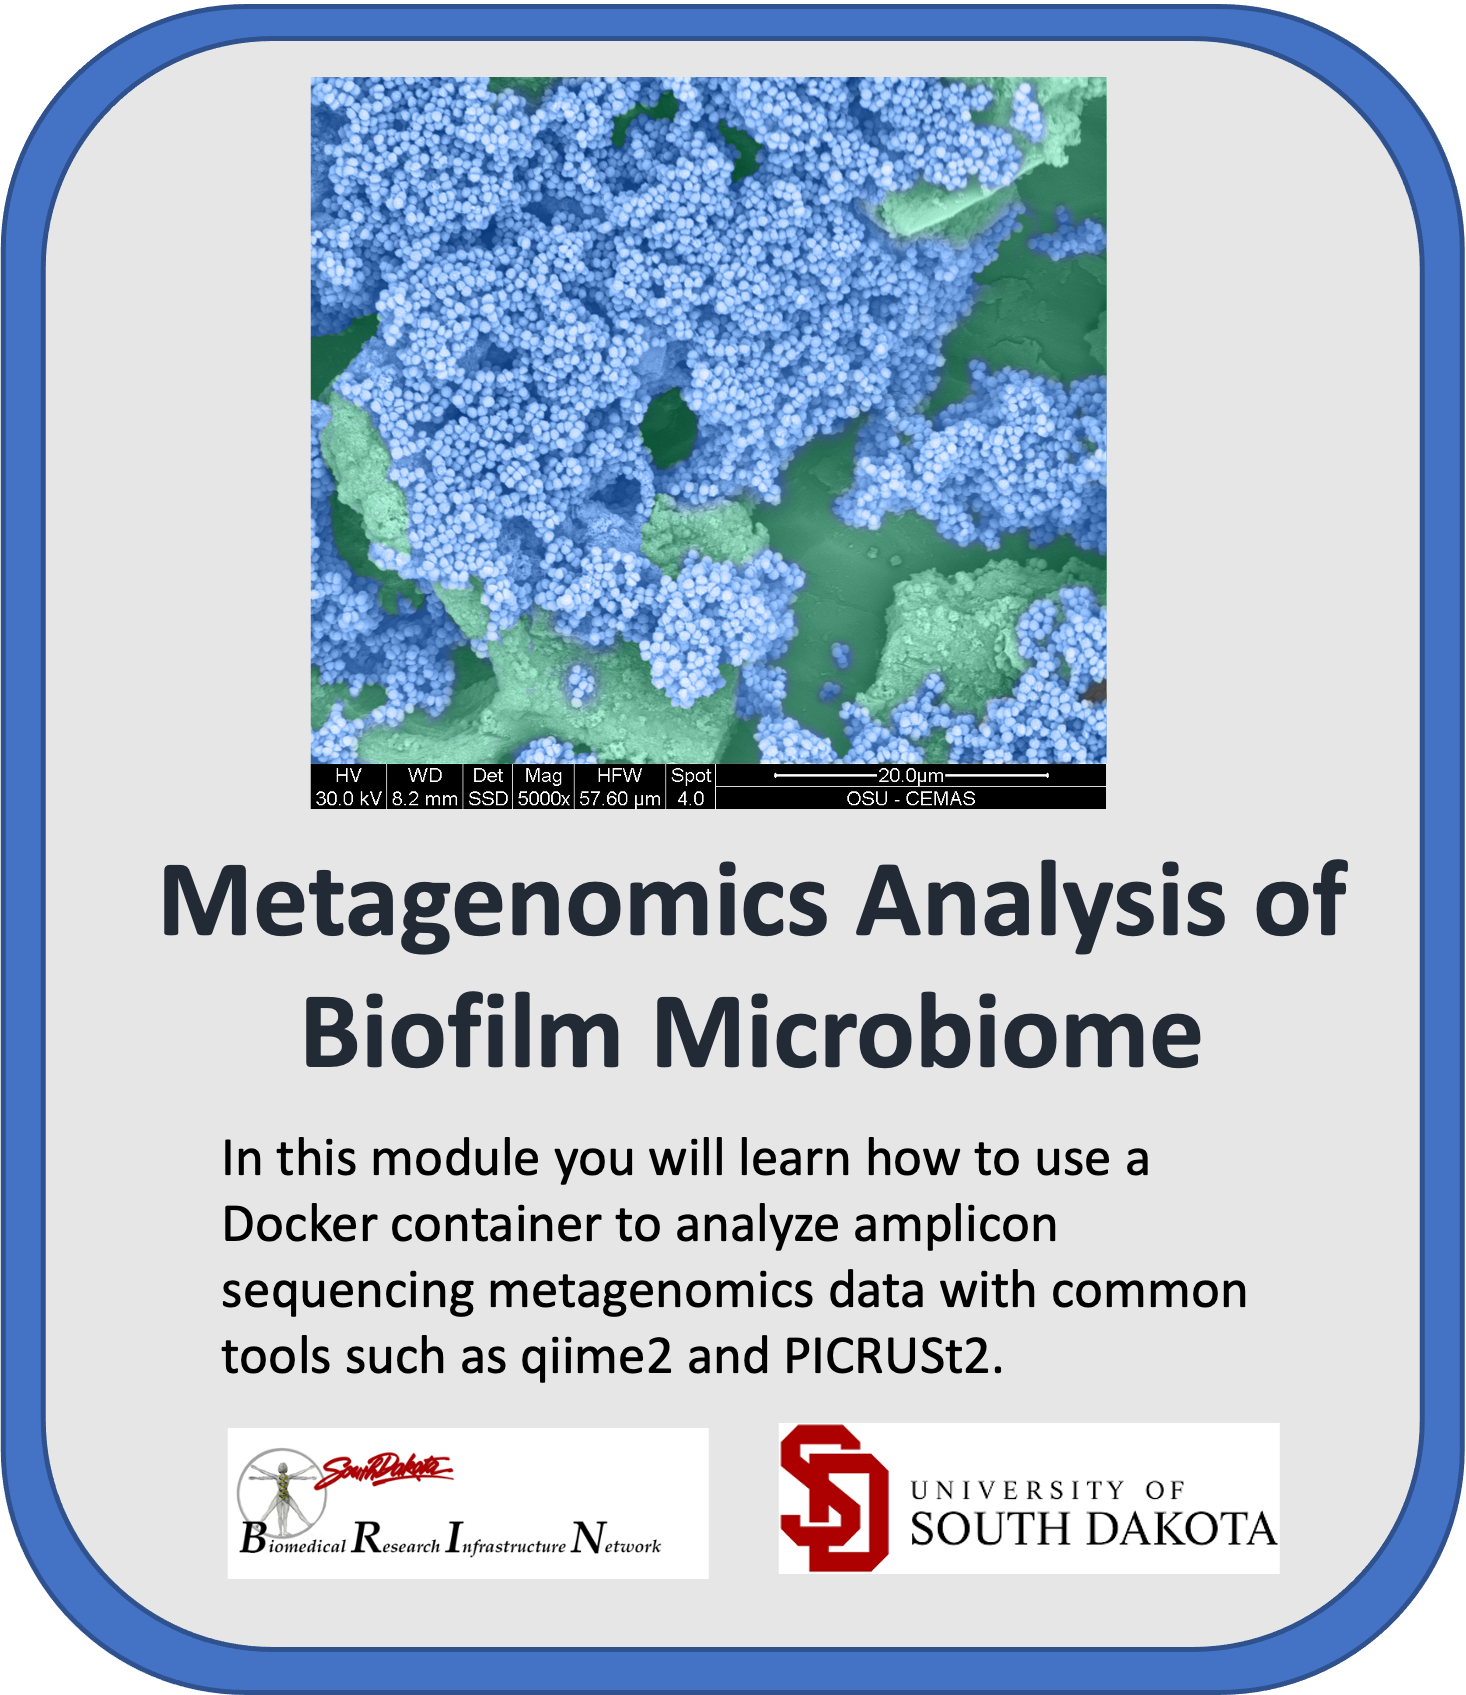 HV WD Det Mag HFW Spot 20.0µm
30.0 kV 8.2 mm SSD 5000x 57.60 µm 4.0 OSU - CEMAS
Metagenomics Analysis of
Biofilm Microbiome
In this module you will learn how to use a
Docker container to analyze amplicon
sequencing metagenomics data with common
tools such as qiime2 and PICRUSt2.
South Dakota
Biomedical Research Infrastructure Network
SD
UNIVERSITY OF
SOUTH DAKOTA